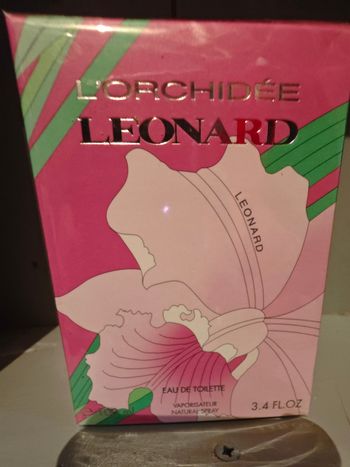 L'ORCHIDÉE
LEONARD
LEONARD
EAU DE TOILETTE
VAPORISATEUR
NATURAL SPRAY
3.4 FL.OZ